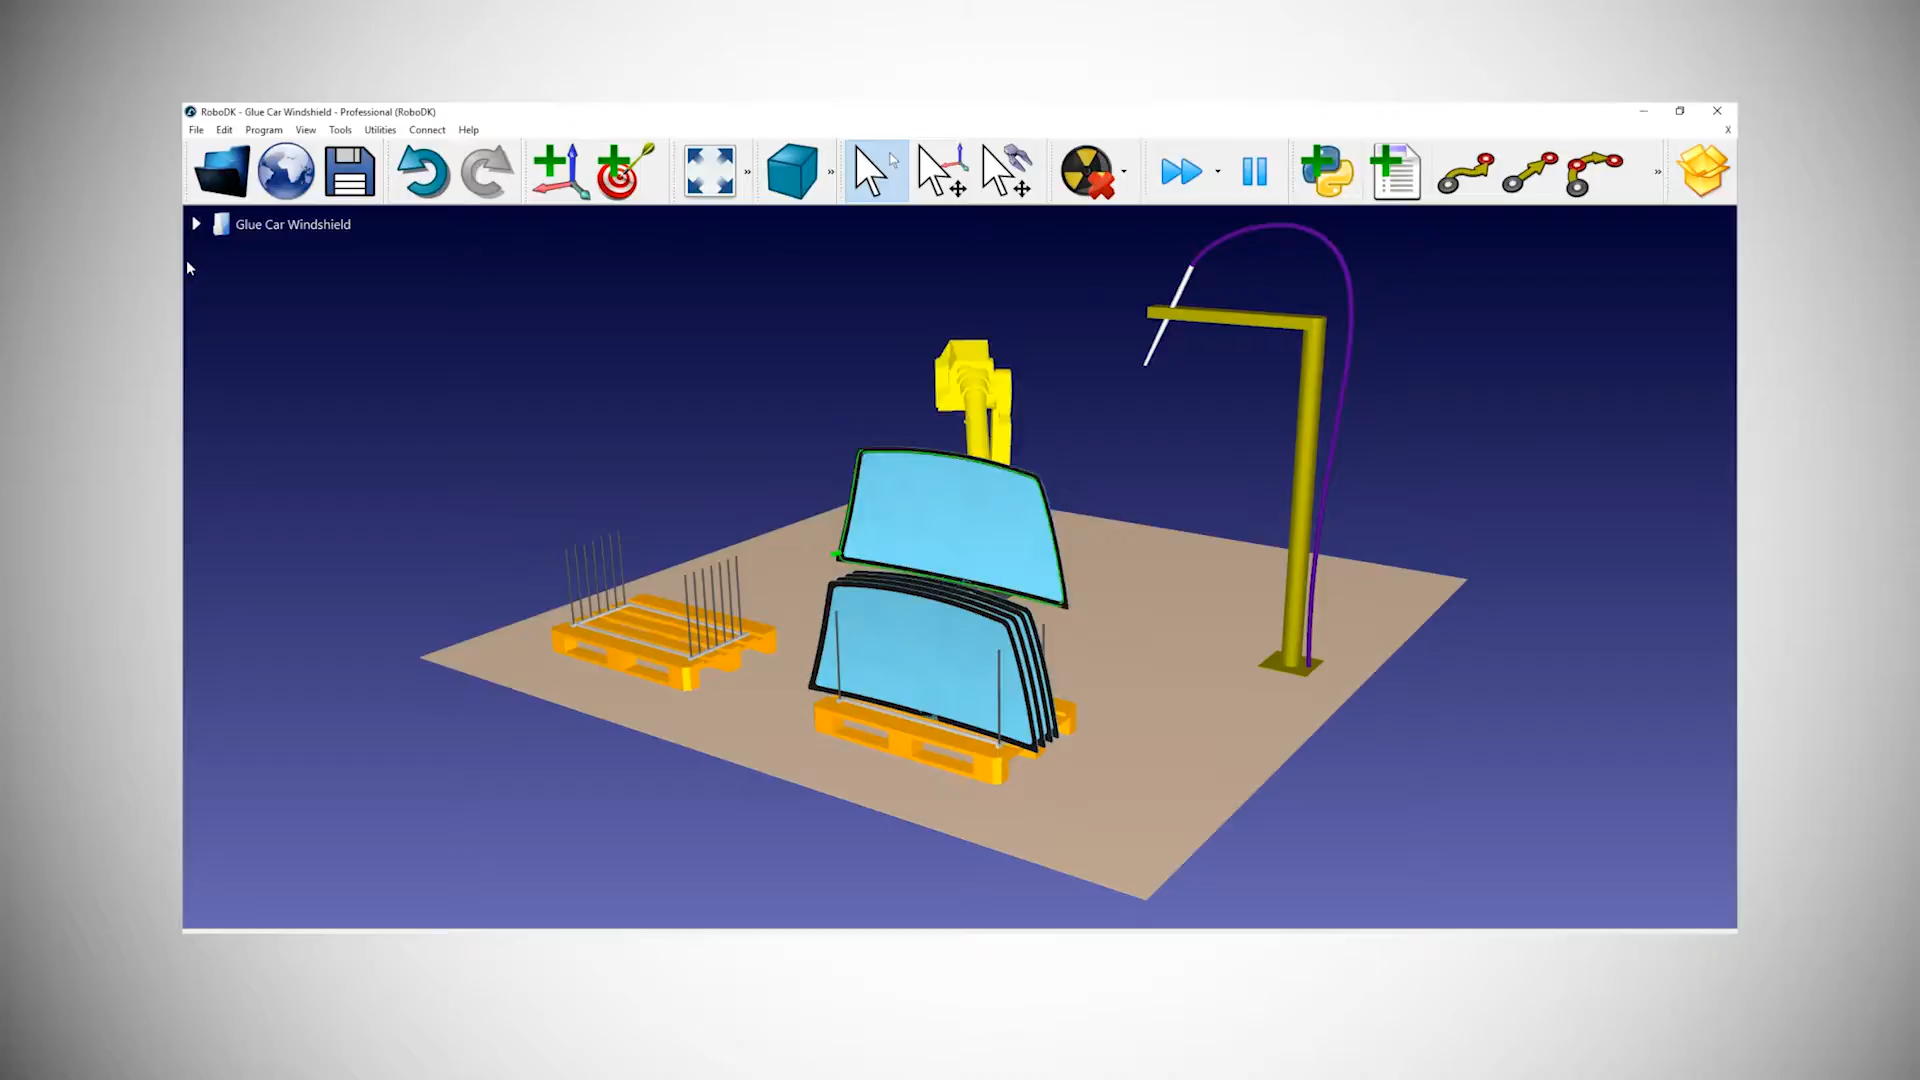 RoboDK - Glue Car Windshield - Professional (RoboDK)
File Edit Program View Tools Utilities Connect Help
Glue Car Windshield